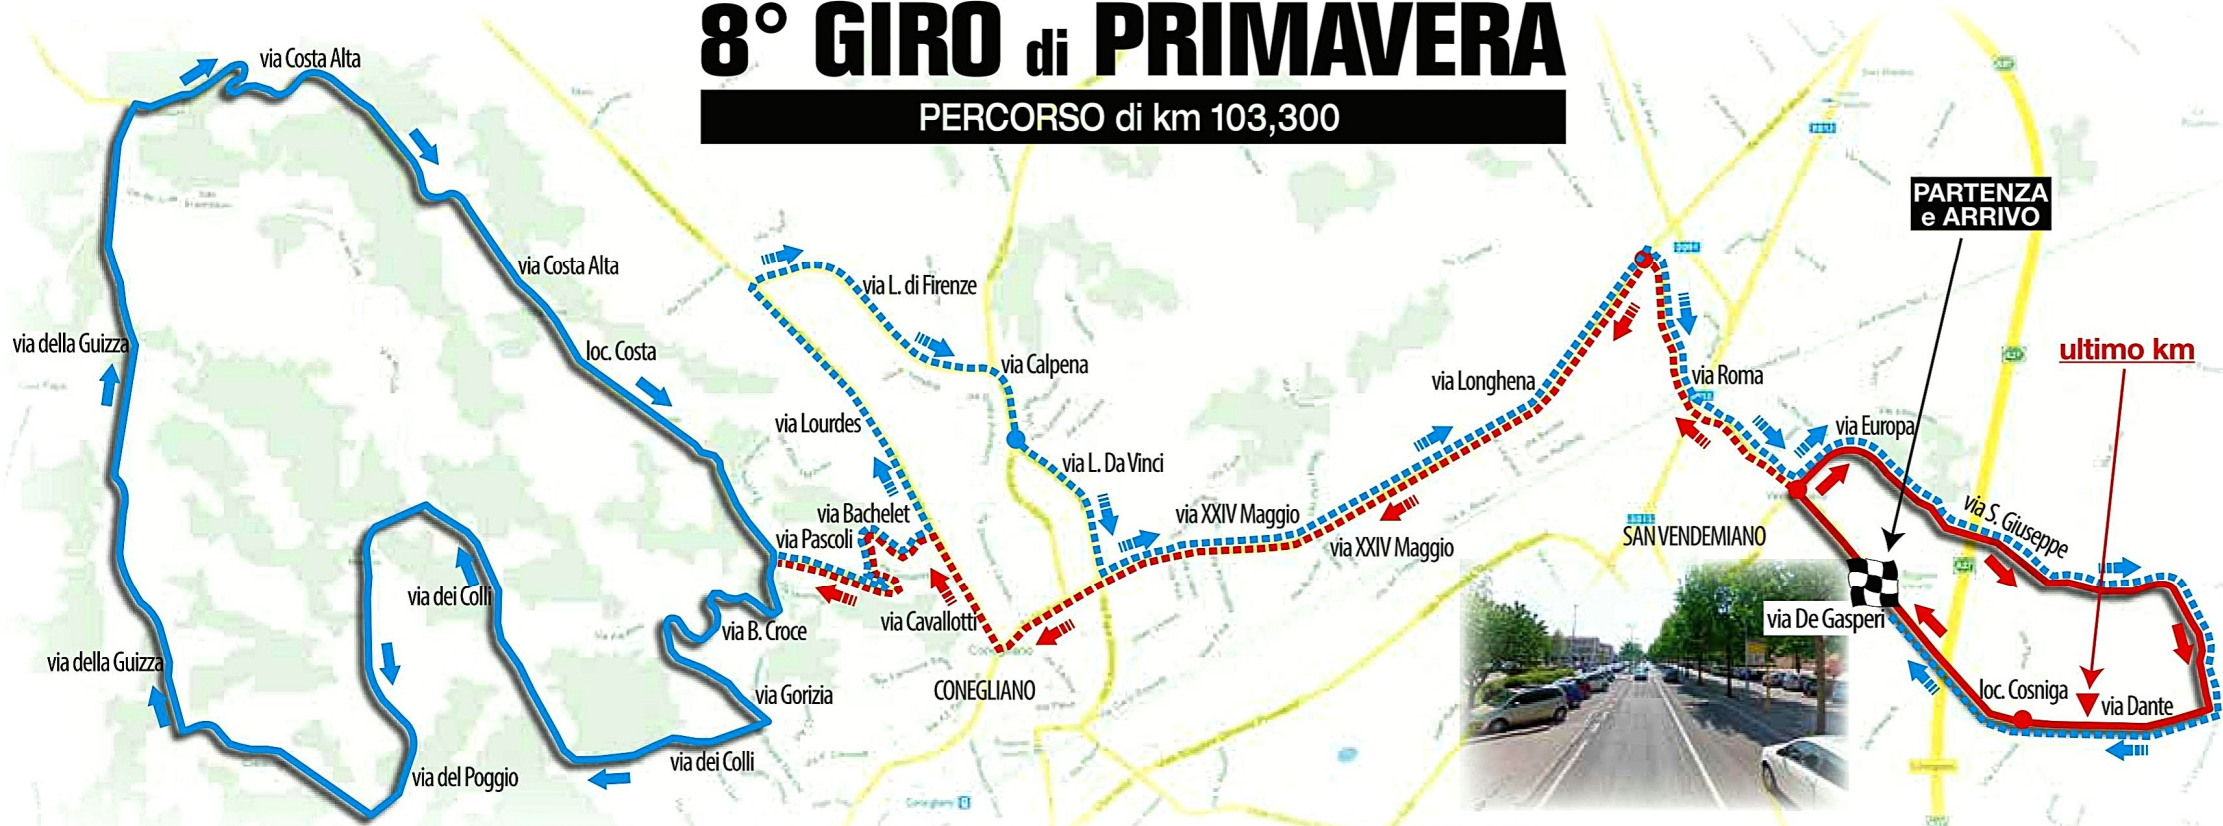 8° GIRO di PRIMAVERA
PERCORSO di km 103,300
via Costa Alta
PARTENZA
e ARRIVO
via Costa Alta
via L. di Firenze
via della Guizza
loc. Costa
ultimo km
via Calpena
via Longhena
via Roma
via Lourdes
via Europa
via L. Da Vinci
via Bachelet
via XXIV Maggio
via S. Giuseppe
via Pascoli
via XXIV Maggio
SAN VENDEMIANO
via dei Colli
via Cavallotti
via De Gasperi
via B. Croce
via della Guizza
CONEGLIANO
via Gorizia
loc. Cosniga
via Dante
via dei Colli
via del Poggio
Conegliano